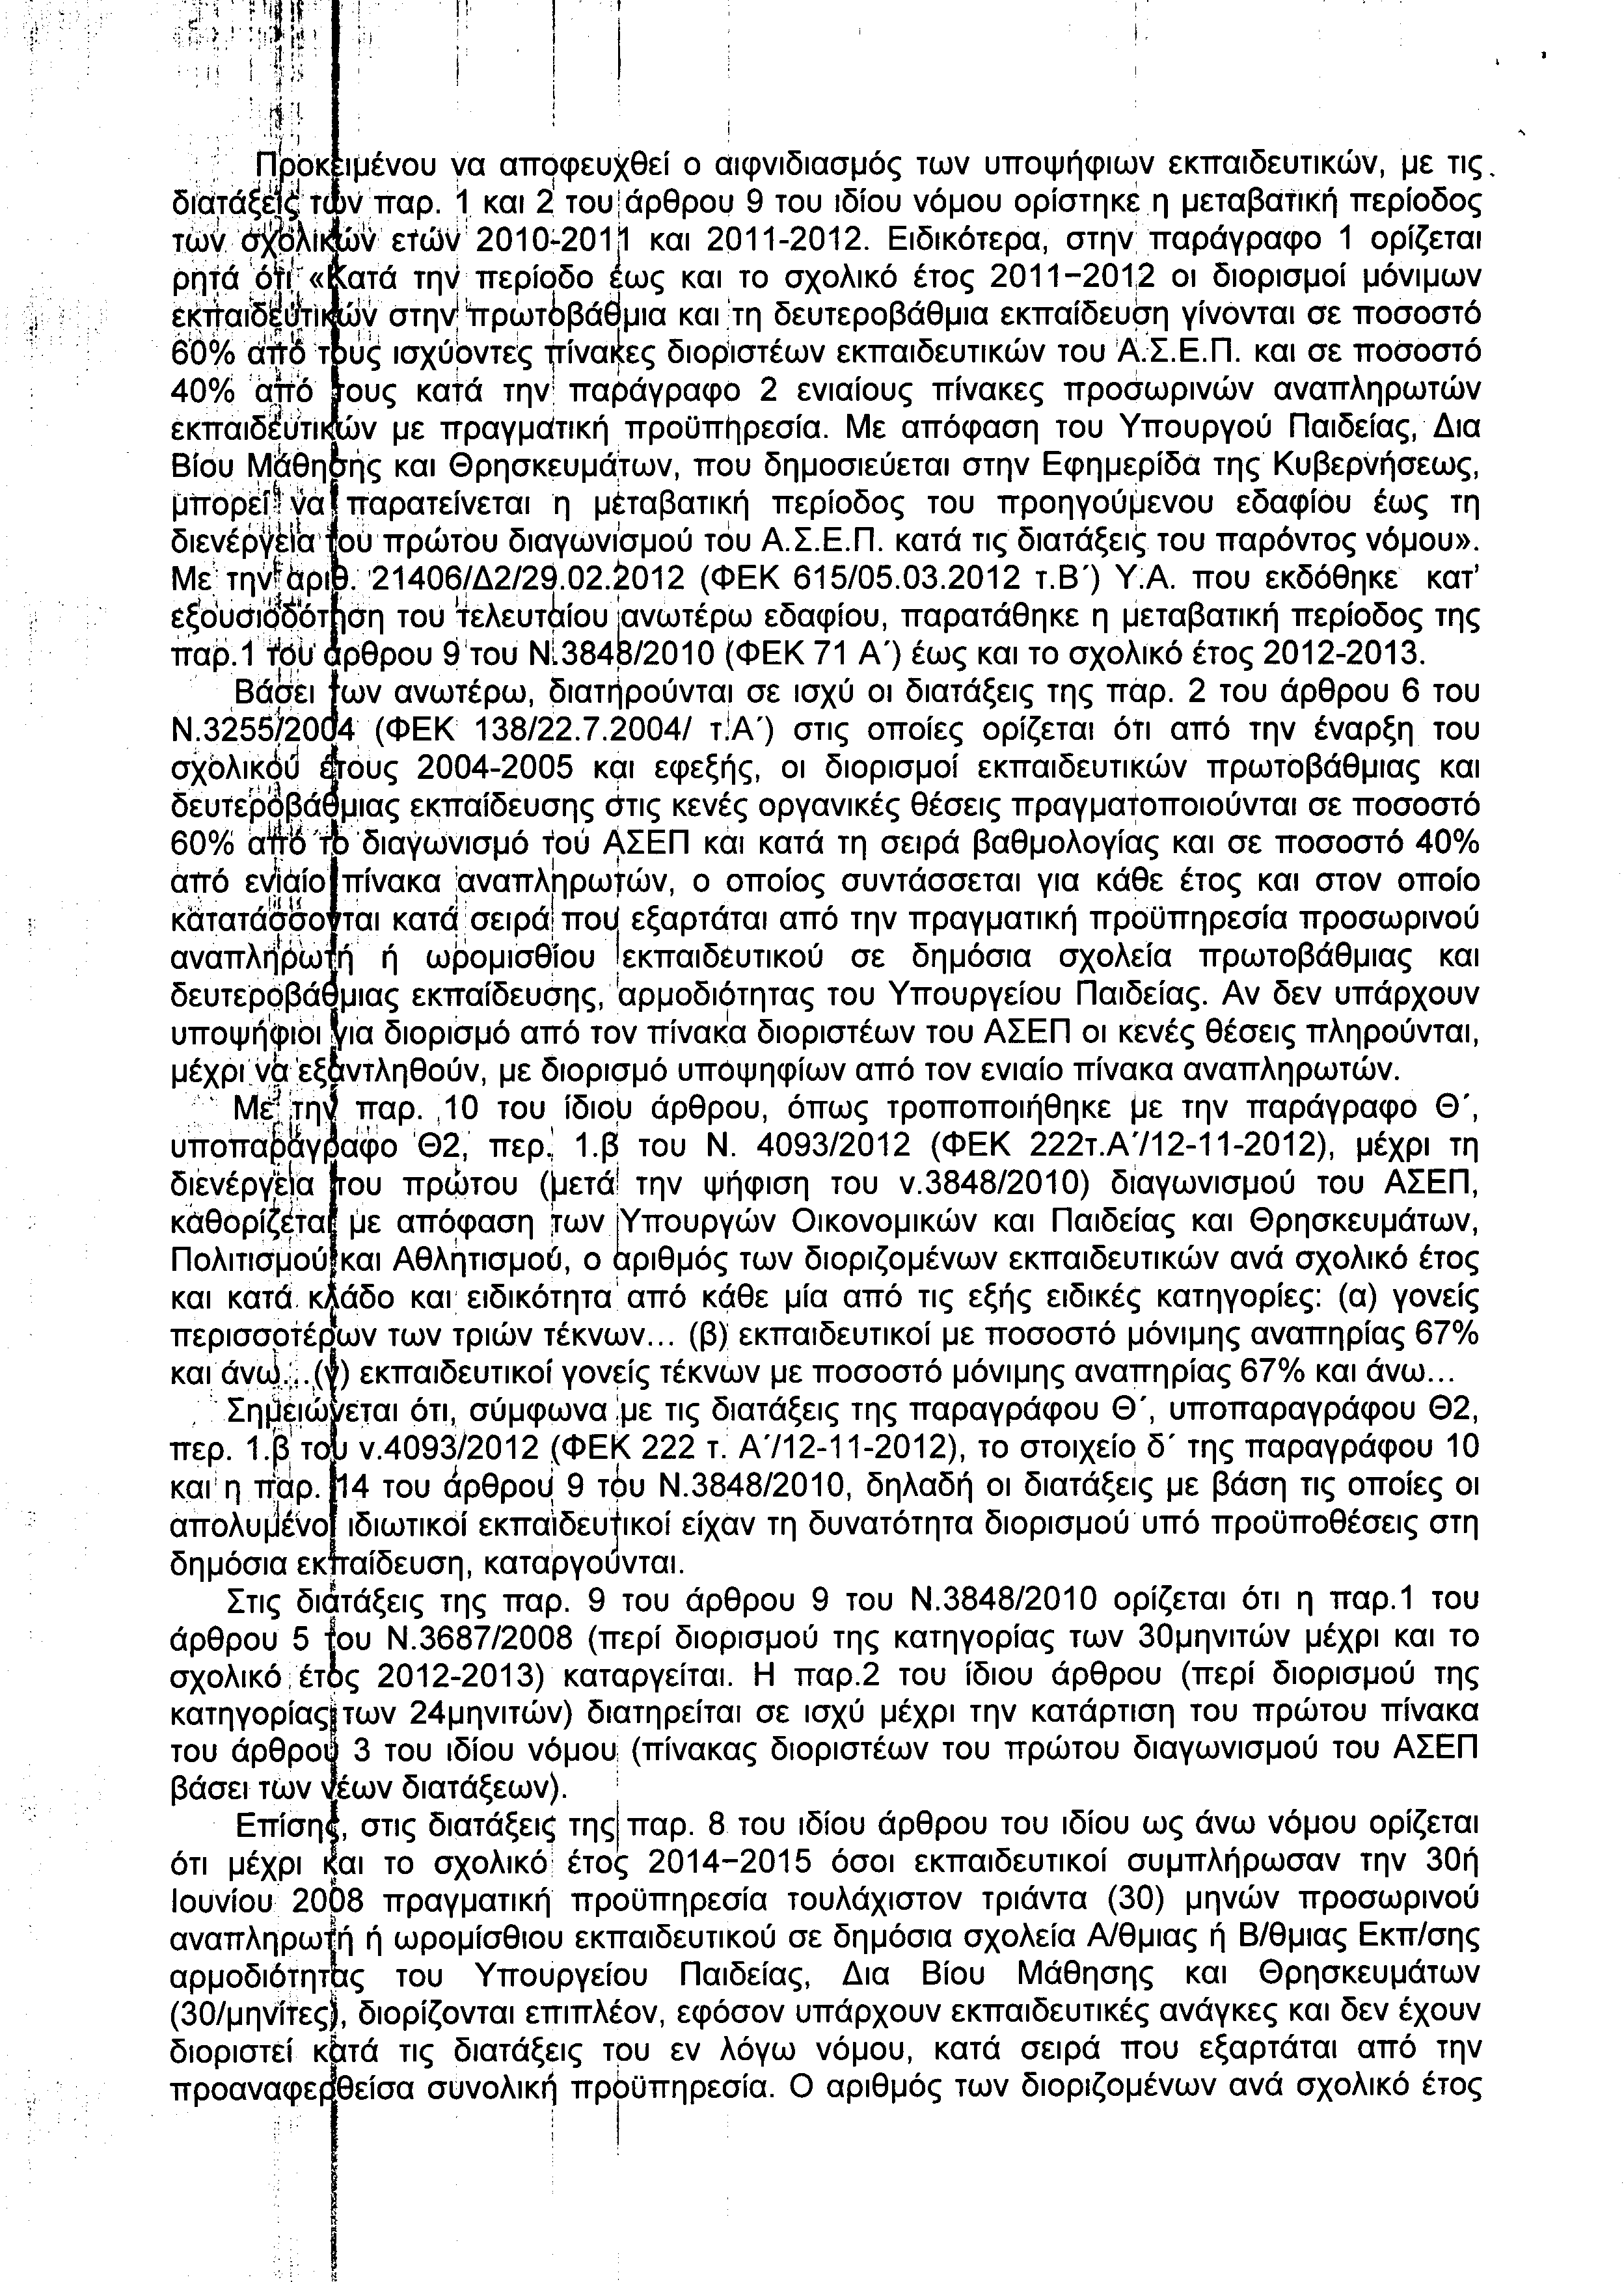 Προκειμένου να αποφευχθεί ο αιφνιδιασμός των υποψήφιων εκπαιδευτικών, με τις
διατάξεις των παρ. 1 και 2 του άρθρου 9 του ιδίου νόμου ορίστηκε η μεταβατική περίοδος
των σχολικών ετών 2010-2011 και 2011-2012. Ειδικότερα, στην παράγραφο 1 ορίζεται
ρητά ότι «Κατά την περίοδο έως και το σχολικό έτος 2011-2012 οι διορισμοί μόνιμων
εκπαιδευτικών στην πρωτοβάθμια και τη δευτεροβάθμια εκπαίδευση γίνονται σε ποσοστό
60% από τους ισχύοντες πίνακες διοριστέων εκπαιδευτικών του Α.Σ.Ε.Π. και σε ποσοστό
40% από τους κατά την παράγραφο 2 ενιαίους πίνακες προσωρινών αναπληρωτών
εκπαιδευτικών με πραγματική προϋπηρεσία. Με απόφαση του Υπουργού Παιδείας, Δια
Βίου Μάθησης και Θρησκευμάτων, που δημοσιεύεται στην Εφημερίδα της Κυβερνήσεως,
μπορεί να παρατείνεται η μεταβατική περίοδος του προηγούμενου εδαφίου έως τη
διενέργεια του πρώτου διαγωνισμού του Α.Σ.Ε.Π. κατά τις διατάξεις του παρόντος νόμου».
Με την αριθ. 21406/Δ2/29.02.2012 (ΦΕΚ 615/05.03.2012 τ.Β΄) Υ.Α. που εκδόθηκε κατ’
εξουσιοδότηση του τελευταίου ανωτέρω εδαφίου, παρατάθηκε η μεταβατική περίοδος της
παρ.1 του άρθρου 9 του Ν.3848/2010 (ΦΕΚ 71 Α΄) έως και το σχολικό έτος 2012-2013.
Βάσει των ανωτέρω, διατηρούνται σε ισχύ οι διατάξεις της παρ. 2 του άρθρου 6 του
Ν.3255/2004 (ΦΕΚ 138/22.7.2004/ τ.Α΄) στις οποίες ορίζεται ότι από την έναρξη του
σχολικού έτους 2004-2005 και εφεξής, οι διορισμοί εκπαιδευτικών πρωτοβάθμιας και
δευτεροβάθμιας εκπαίδευσης στις κενές οργανικές θέσεις πραγματοποιούνται σε ποσοστό
60% από το διαγωνισμό του ΑΣΕΠ και κατά τη σειρά βαθμολογίας και σε ποσοστό 40%
από ενιαίο πίνακα αναπληρωτών, ο οποίος συντάσσεται για κάθε έτος και στον οποίο
κατατάσσονται κατά σειρά που εξαρτάται από την πραγματική προϋπηρεσία προσωρινού
αναπληρωτή ή ωρομισθίου εκπαιδευτικού σε δημόσια σχολεία πρωτοβάθμιας και
δευτεροβάθμιας εκπαίδευσης, αρμοδιότητας του Υπουργείου Παιδείας. Αν δεν υπάρχουν
υποψήφιοι για διορισμό από τον πίνακα διοριστέων του ΑΣΕΠ οι κενές θέσεις πληρούνται,
μέχρι να εξαντληθούν, με διορισμό υποψηφίων από τον ενιαίο πίνακα αναπληρωτών.
Με την παρ. 10 του ίδιου άρθρου, όπως τροποποιήθηκε με την παράγραφο Θ΄,
υποπαράγραφο Θ2, περ. 1.β του Ν. 4093/2012 (ΦΕΚ 222τ.Α΄/12-11-2012), μέχρι τη
διενέργεια του πρώτου (μετά την ψήφιση του ν.3848/2010) διαγωνισμού του ΑΣΕΠ,
καθορίζεται με απόφαση των Υπουργών Οικονομικών και Παιδείας και Θρησκευμάτων,
Πολιτισμού και Αθλητισμού, ο αριθμός των διοριζομένων εκπαιδευτικών ανά σχολικό έτος
και κατά κλάδο και ειδικότητα από κάθε μία από τις εξής ειδικές κατηγορίες: (α) γονείς
περισσοτέρων των τριών τέκνων... (β) εκπαιδευτικοί με ποσοστό μόνιμης αναπηρίας 67%
και άνω...(γ) εκπαιδευτικοί γονείς τέκνων με ποσοστό μόνιμης αναπηρίας 67% και άνω...
Σημειώνεται ότι, σύμφωνα με τις διατάξεις της παραγράφου Θ΄, υποπαραγράφου Θ2,
περ. 1.β του ν.4093/2012 (ΦΕΚ 222 τ. Α΄/12-11-2012), το στοιχείο δ΄ της παραγράφου 10
και η παρ. 14 του άρθρου 9 του Ν.3848/2010, δηλαδή οι διατάξεις με βάση τις οποίες οι
απολυμένοι ιδιωτικοί εκπαιδευτικοί είχαν τη δυνατότητα διορισμού υπό προϋποθέσεις στη
δημόσια εκπαίδευση, καταργούνται.
Στις διατάξεις της παρ. 9 του άρθρου 9 του Ν.3848/2010 ορίζεται ότι η παρ.1 του
άρθρου 5 του Ν.3687/2008 (περί διορισμού της κατηγορίας των 30μηνιτών μέχρι και το
σχολικό έτος 2012-2013) καταργείται. Η παρ.2 του ίδιου άρθρου (περί διορισμού της
κατηγορίας των 24μηνιτών) διατηρείται σε ισχύ μέχρι την κατάρτιση του πρώτου πίνακα
του άρθρου 3 του ιδίου νόμου (πίνακας διοριστέων του πρώτου διαγωνισμού του ΑΣΕΠ
βάσει των νέων διατάξεων).
Επίσης, στις διατάξεις της παρ. 8 του ιδίου άρθρου του ιδίου ως άνω νόμου ορίζεται
ότι μέχρι και το σχολικό έτος 2014-2015 όσοι εκπαιδευτικοί συμπλήρωσαν την 30ή
Ιουνίου 2008 πραγματική προϋπηρεσία τουλάχιστον τριάντα (30) μηνών προσωρινού
αναπληρωτή ή ωρομίσθιου εκπαιδευτικού σε δημόσια σχολεία Α/θμιας ή Β/θμιας Εκπ/σης
αρμοδιότητας του Υπουργείου Παιδείας, Δια Βίου Μάθησης και Θρησκευμάτων
(30/μηνίτες), διορίζονται επιπλέον, εφόσον υπάρχουν εκπαιδευτικές ανάγκες και δεν έχουν
διοριστεί κατά τις διατάξεις του εν λόγω νόμου, κατά σειρά που εξαρτάται από την
προαναφερθείσα συνολική προϋπηρεσία. Ο αριθμός των διοριζομένων ανά σχολικό έτος